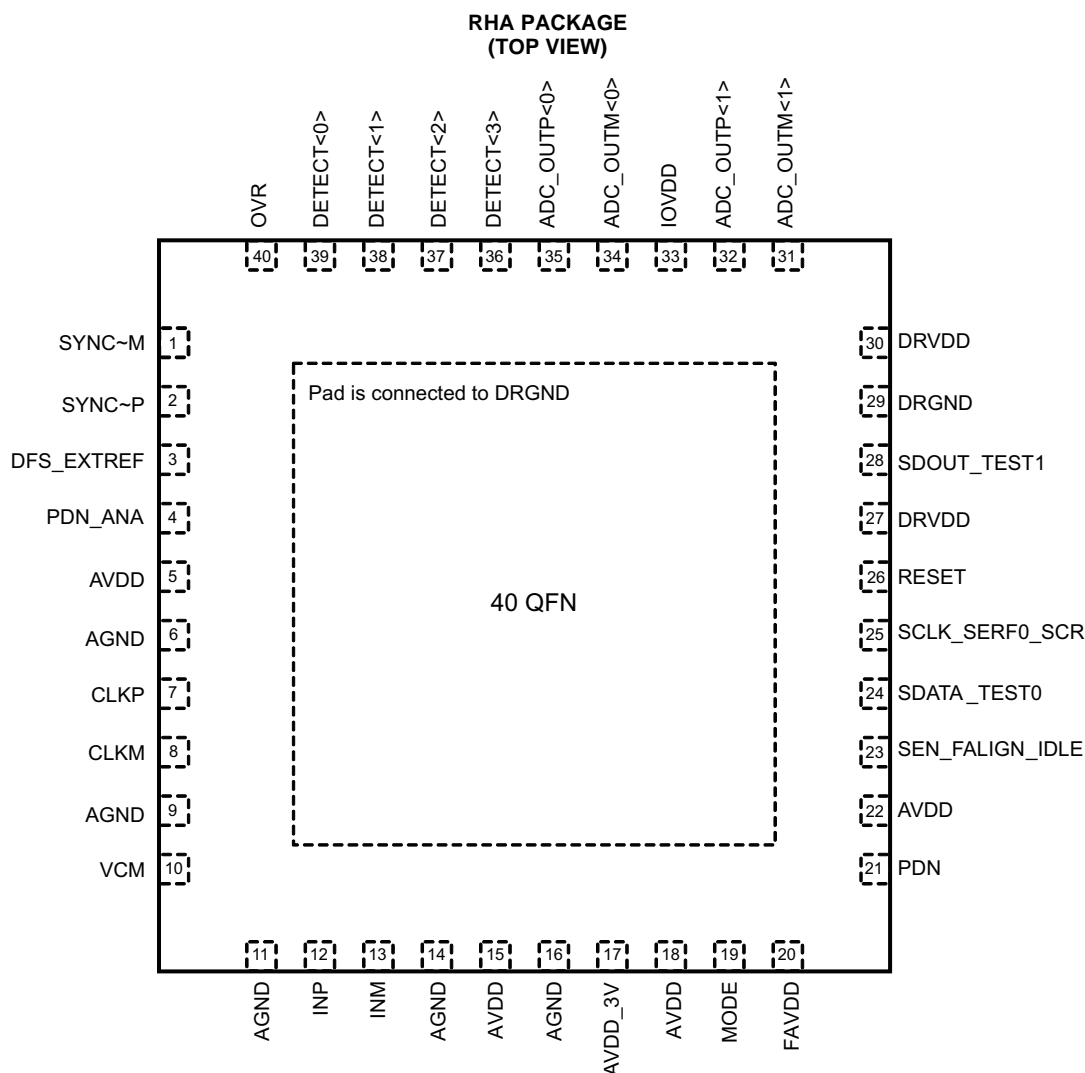 RHA PACKAGE
(TOP VIEW)
OVR
DETECT<0>
DETECT<1>
DETECT<2>
DETECT<3>
ADC_OUTP<0>
ADC_OUTM<0>
IOVDD
ADC_OUTP<1>
ADC_OUTM<1>
40
39
38
37
36
35
34
33
32
31
SYNC~M 1
SYNC~P 2
DFS_EXTREF 3
PDN_ANA 4
AVDD 5
AGND 6
CLKP 7
CLKM 8
AGND 9
VCM 10
Pad is connected to DRGND
40 QFN
30 DRVDD
29 DRGND
28 SDOUT_TEST1
27 DRVDD
26 RESET
25 SCLK_SERF0_SCR
24 SDATA_TEST0
23 SEN_FALIGN_IDLE
22 AVDD
21 PDN
11
12
13
14
15
16
17
18
19
20
AGND
INP
INM
AGND
AVDD
AGND
AVDD_3V
AVDD
MODE
FAVDD